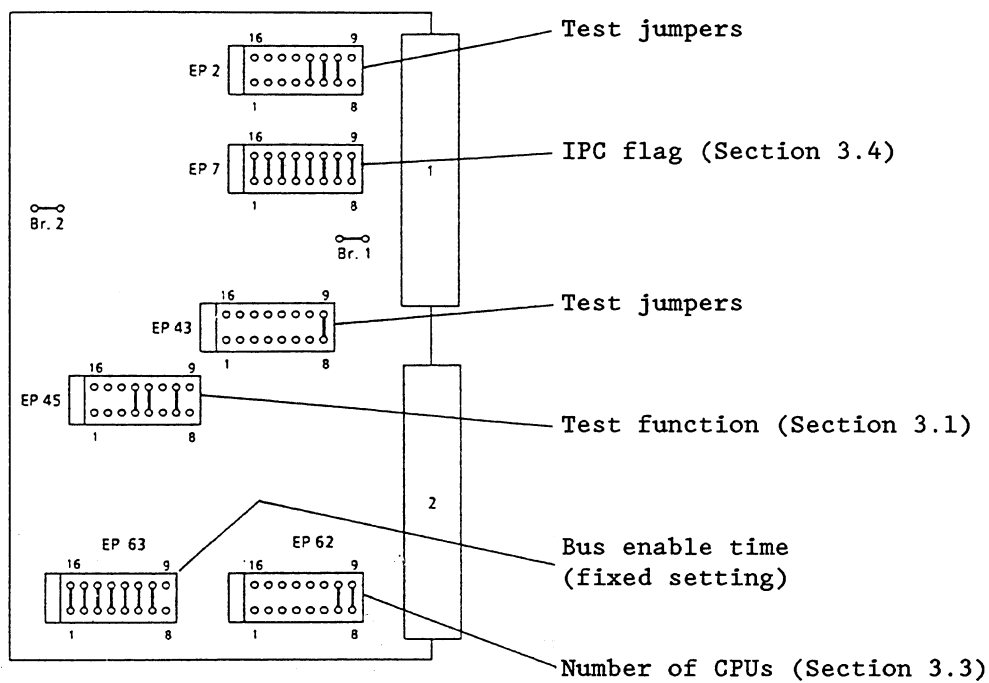 Test jumpers
16 9
EP 2
1 8
IPC flag (Section 3.4)
16 9
EP 7
1 8
1
Br. 2
Br. 1
Test jumpers
16 9
EP 43
1 8
16 9
EP 45
1 8
Test function (Section 3.1)
2
EP 63
16 9
1 8
EP 62
16 9
1 8
Bus enable time
(fixed setting)
Number of CPUs (Section 3.3)